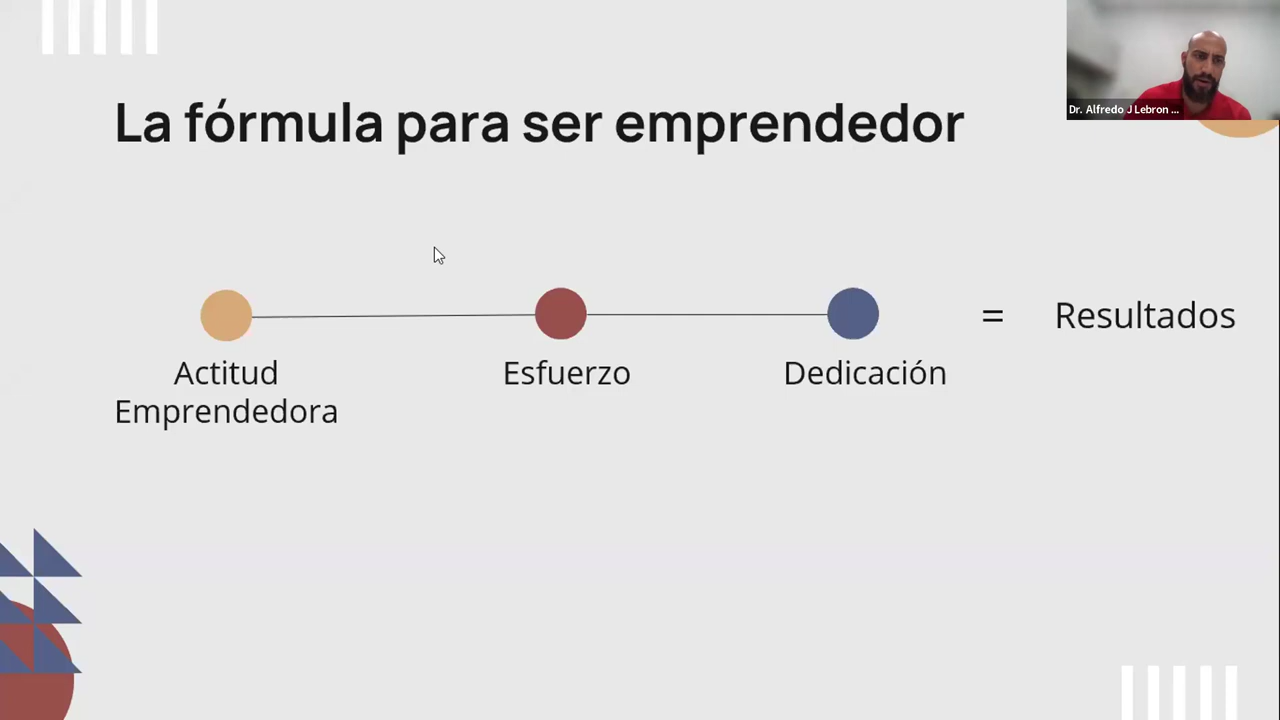 La fórmula para ser emprendedor
Dr. Alfredo J Lebron ...
Actitud
Emprendedora
Esfuerzo
Dedicación
= Resultados